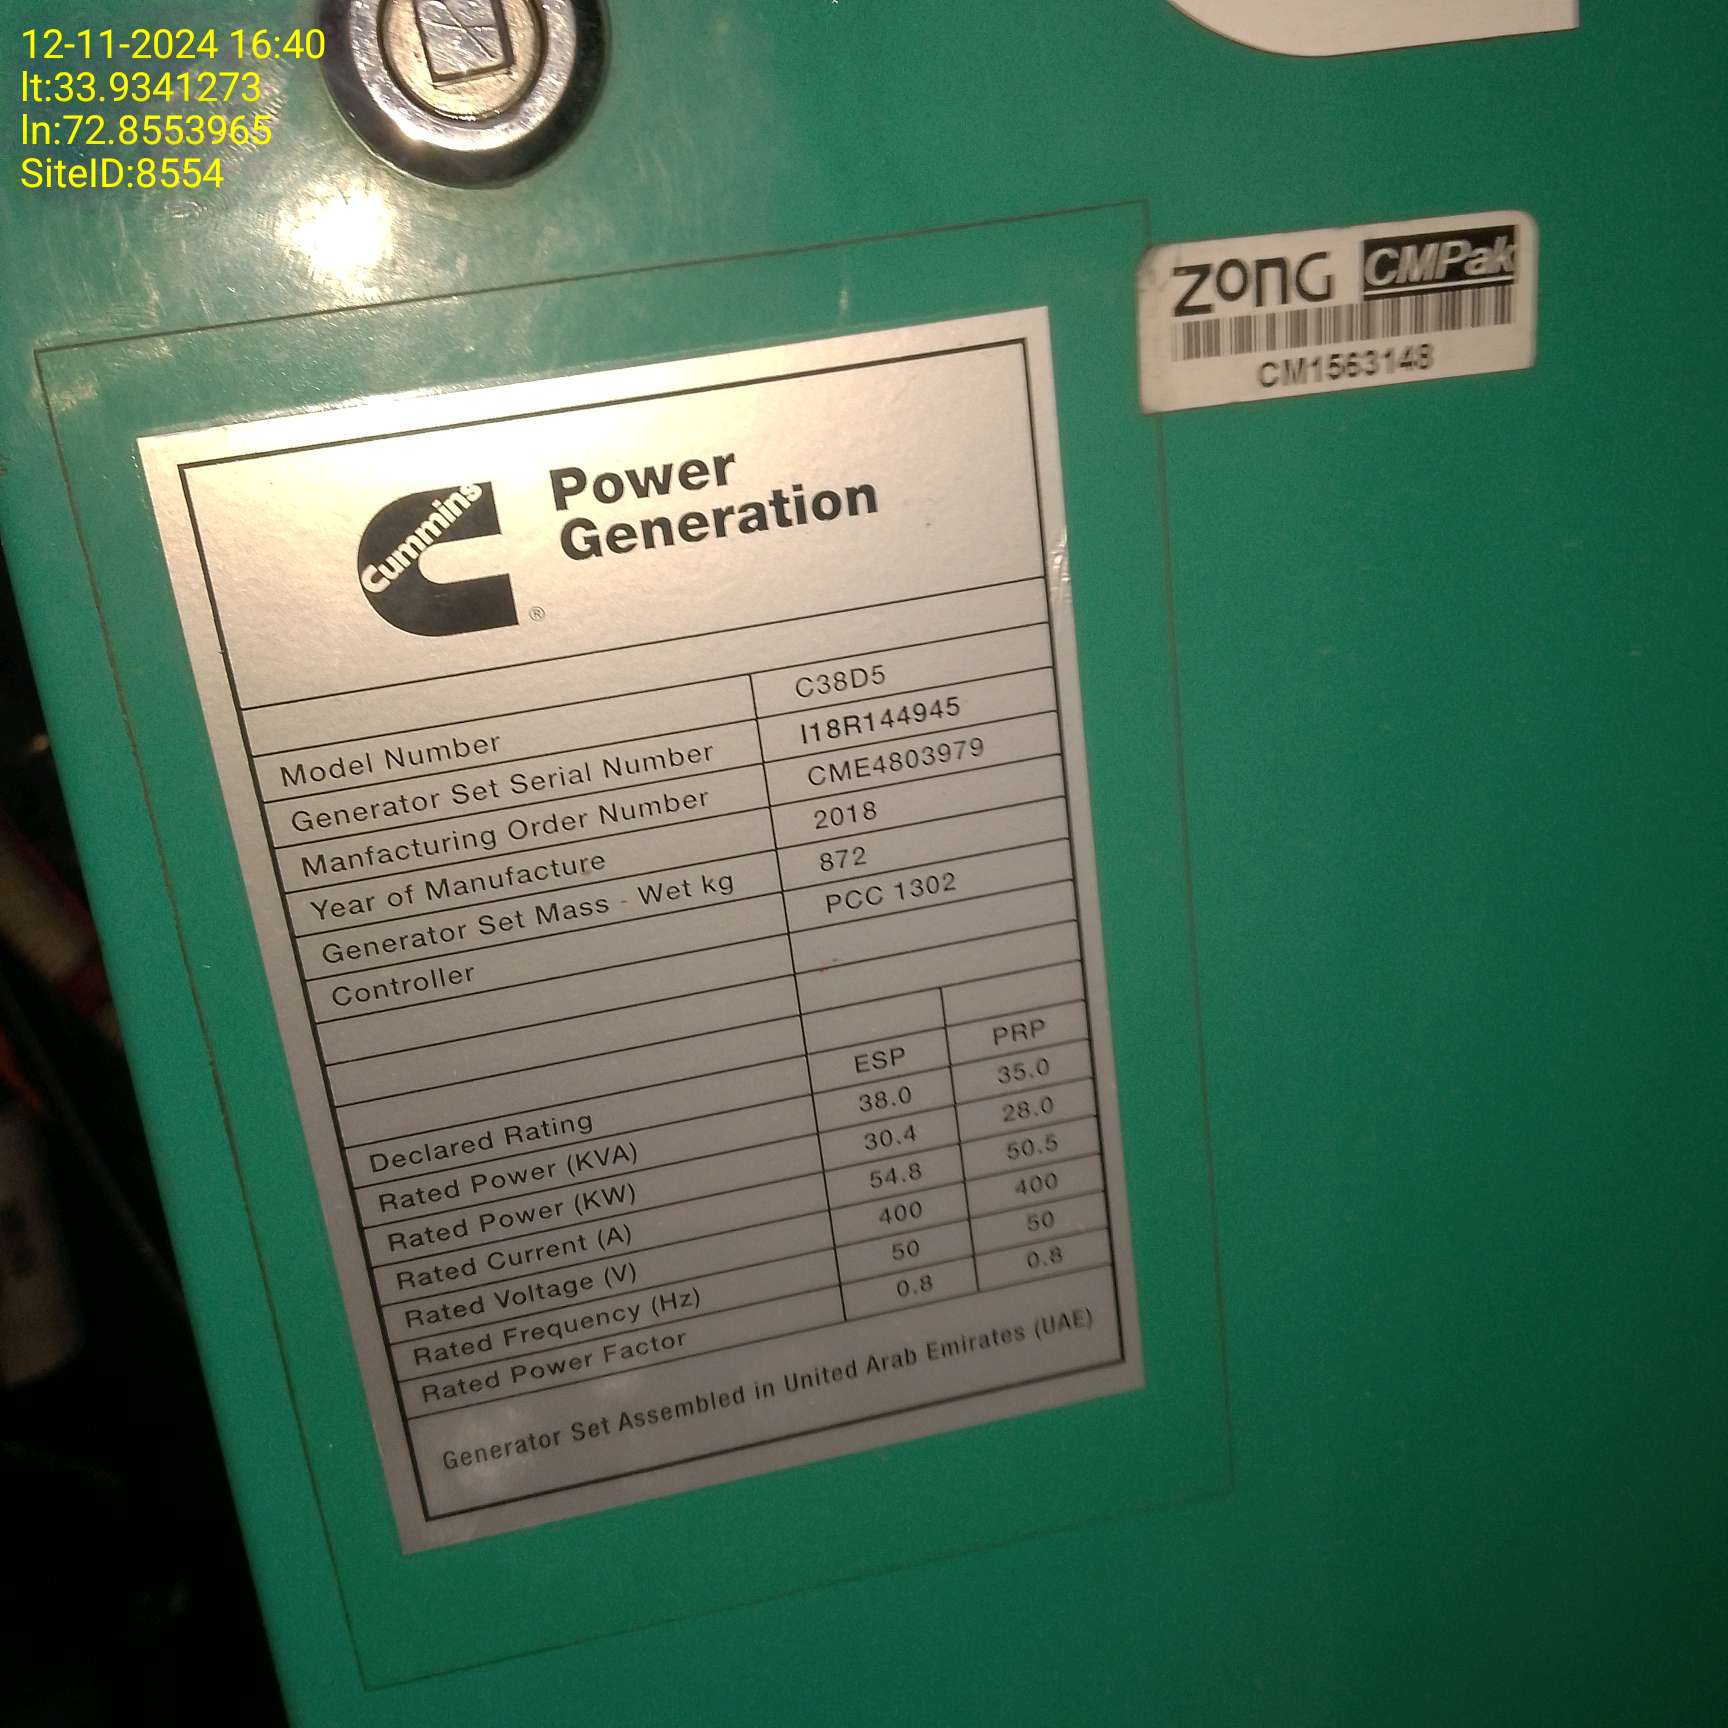 12-11-2024 16:40
lt:33.9341273
ln:72.8553965
SiteID:8554
ZONG CMPak
CM1563148
Cummins
Power
Generation
®
Model Number C38D5
Generator Set Serial Number I18R144945
Manfacturing Order Number CME4803979
Year of Manufacture 2018
Generator Set Mass - Wet kg 872
Controller PCC 1302
Declared Rating ESP PRP
Rated Power (KVA) 38.0 35.0
Rated Power (KW) 30.4 28.0
Rated Current (A) 54.8 50.5
Rated Voltage (V) 400 400
Rated Frequency (Hz) 50 50
Rated Power Factor 0.8 0.8
Generator Set Assembled in United Arab Emirates (UAE)